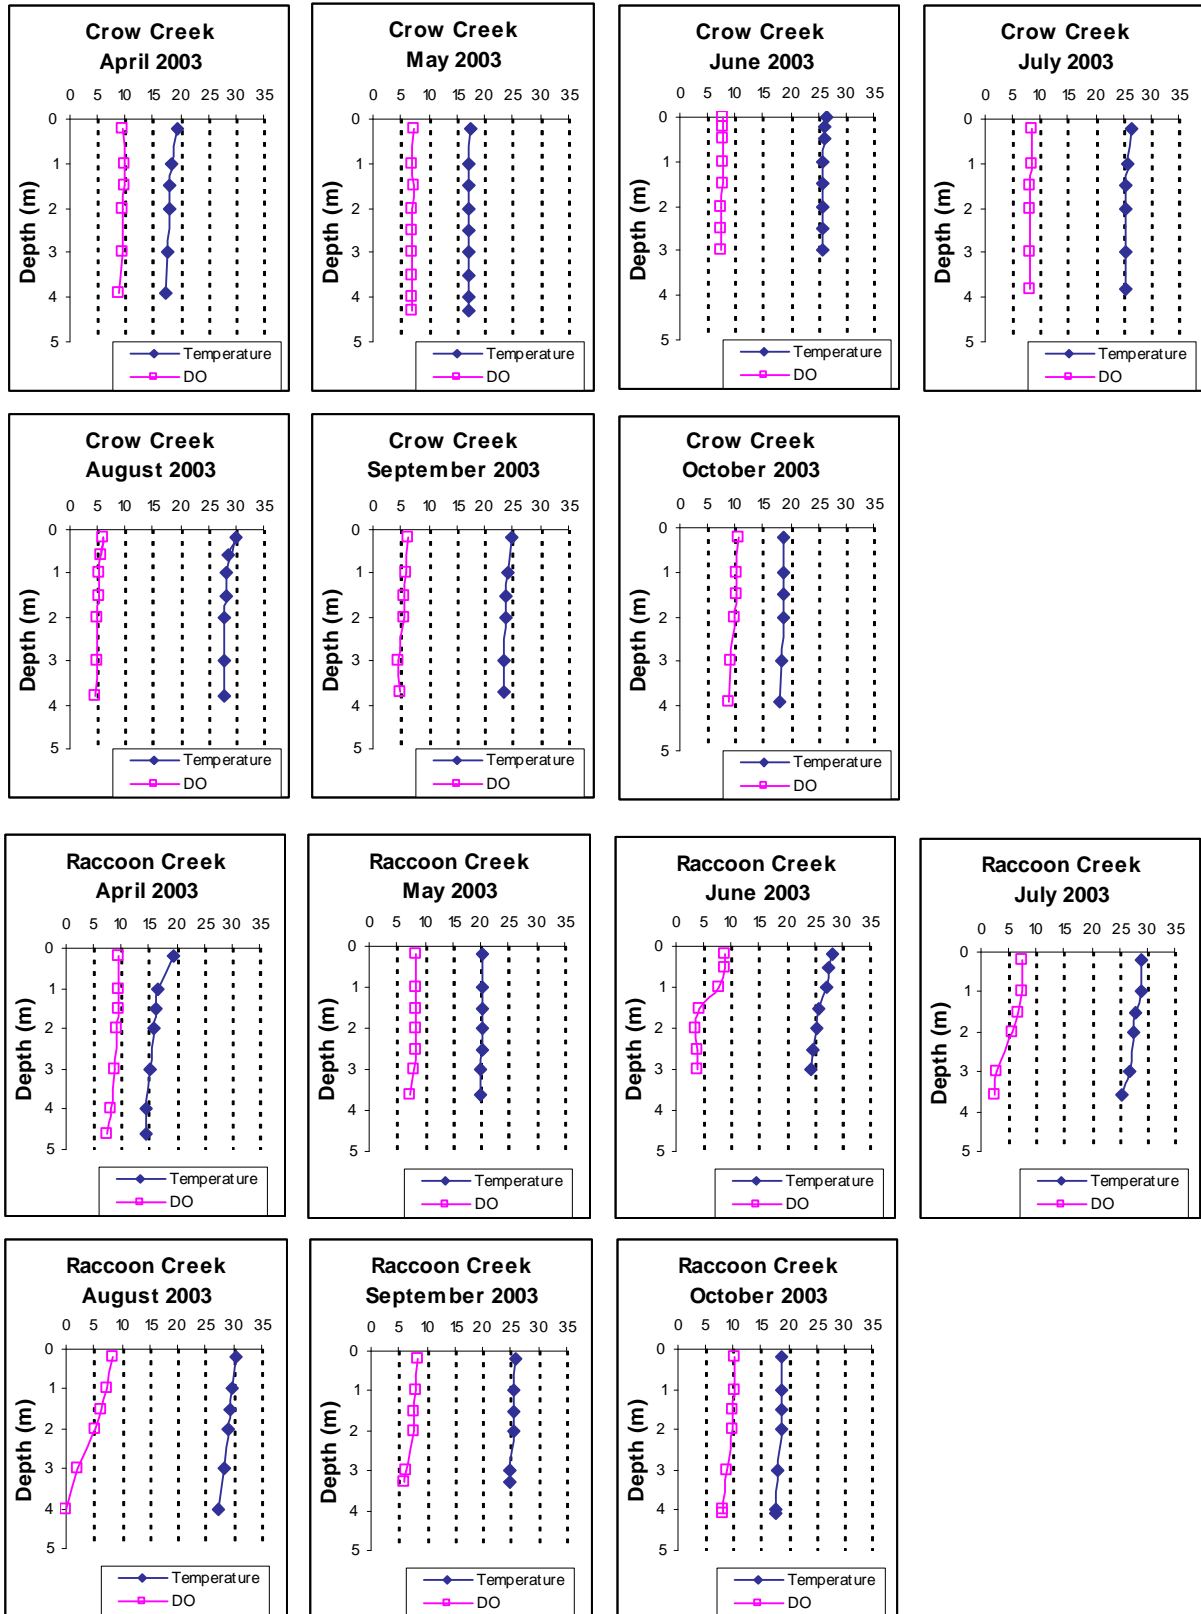 Crow Creek
April 2003
0 5 10 15 20 25 30 35
0
1
2
3
4
5
Depth (m)
Temperature
DO
Crow Creek
May 2003
0 5 10 15 20 25 30 35
Temperature
DO
Crow Creek
June 2003
0 5 10 15 20 25 30 35
0
1
2
3
4
5
Depth (m)
Temperature
DO
Crow Creek
July 2003
0 5 10 15 20 25 30 35
0
1
2
3
4
5
Depth (m)
Temperature
DO
Crow Creek
August 2003
0 5 10 15 20 25 30 35
0
1
2
3
4
5
Depth (m)
Temperature
DO
Crow Creek
September 2003
0 5 10 15 20 25 30 35
0
1
2
3
4
5
Depth (m)
Temperature
DO
Crow Creek
October 2003
0 5 10 15 20 25 30 35
0
1
2
3
4
5
Depth (m)
Temperature
DO
Raccoon Creek
April 2003
0 5 10 15 20 25 30 35
0
1
2
3
4
5
Depth (m)
Temperature
DO
Raccoon Creek
May 2003
0 5 10 15 20 25 30 35
0
1
2
3
4
5
Depth (m)
Temperature
DO
Raccoon Creek
June 2003
0 5 10 15 20 25 30 35
0
1
2
3
4
5
Depth (m)
Temperature
DO
Raccoon Creek
July 2003
0 5 10 15 20 25 30 35
0
1
2
3
4
5
Depth (m)
Temperature
DO
Raccoon Creek
August 2003
0 5 10 15 20 25 30 35
0
1
2
3
4
5
Depth (m)
Temperature
DO
Raccoon Creek
September 2003
0 5 10 15 20 25 30 35
0
1
2
3
4
5
Depth (m)
Temperature
DO
Raccoon Creek
October 2003
0 5 10 15 20 25 30 35
0
1
2
3
4
5
Depth (m)
Temperature
DO